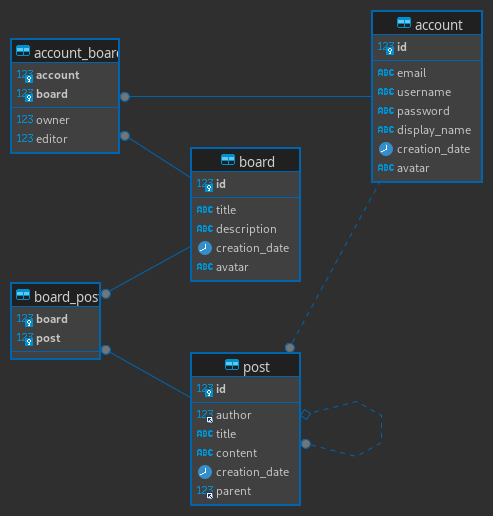 account
123 id
ABC email
ABC username
ABC password
ABC display_name
creation_date
ABC avatar
account_board
123 account
123 board
123 owner
123 editor
board
123 id
ABC title
ABC description
creation_date
ABC avatar
board_post
123 board
123 post
post
123 id
123 author
ABC title
ABC content
creation_date
123 parent